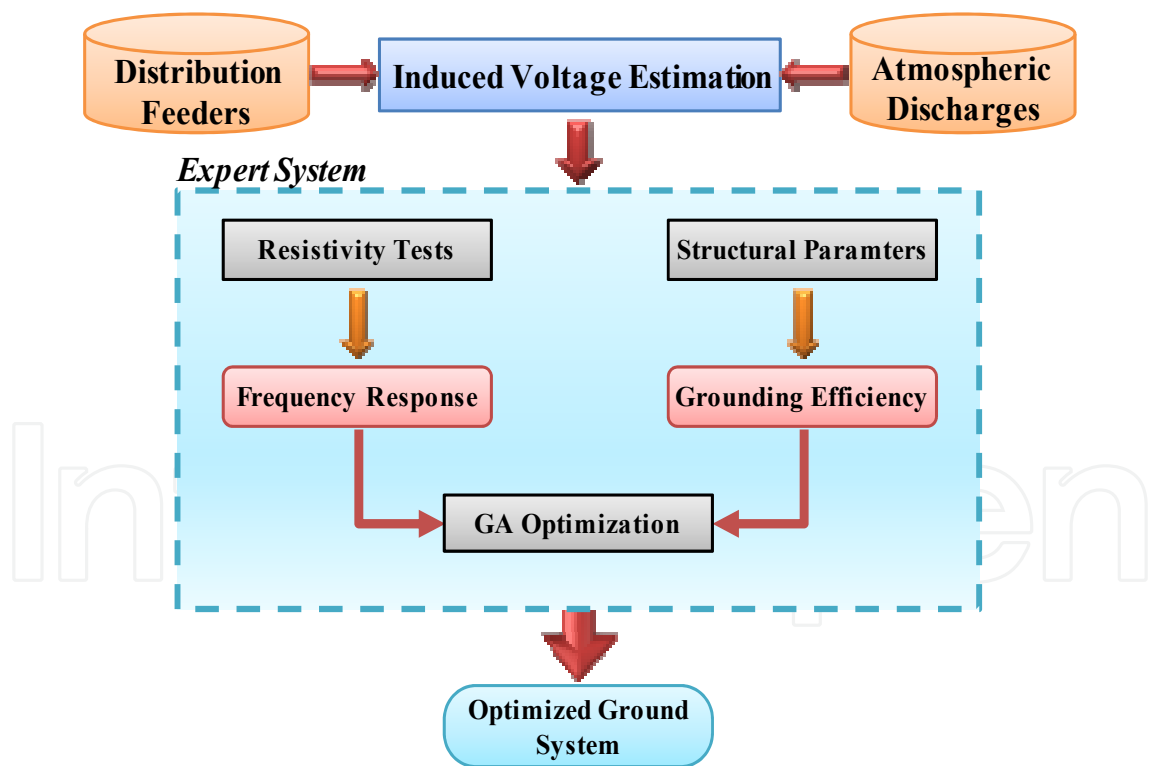 Distribution
Feeders
Induced Voltage Estimation
Atmospheric
Discharges
Expert System
Resistivity Tests
Structural Paramters
Frequency Response
Grounding Efficiency
GA Optimization
Optimized Ground
System